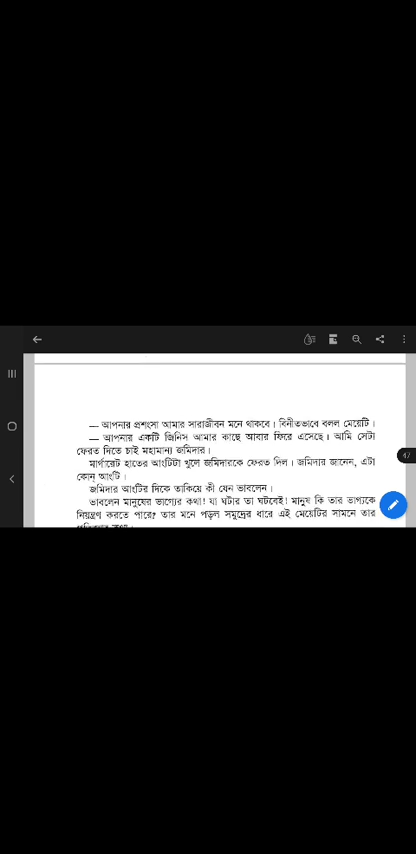 — আপনার প্রশংসা আমার সারাজীবন মনে থাকবে। বিনীতভাবে বলল মেয়েটি।
— আপনার একটি জিনিস আমার কাছে আবার ফিরে এসেছে। আমি সেটা
ফেরত দিতে চাই মহামান্য জমিদার।
মার্গারেট হাতের আংটিটা খুলে জমিদারকে ফেরত দিল। জমিদার জানেন, এটা
কোন্ আংটি।
জমিদার আংটির দিকে তাকিয়ে কী যেন ভাবলেন।
ভাবলেন মানুষের ভাগ্যের কথা! যা ঘটার তা ঘটবেই! মানুষ কি তার ভাগ্যকে
নিয়ন্ত্রণ করতে পারে? তার মনে পড়ল সমুদ্রের ধারে এই মেয়েটির সামনে তার
47